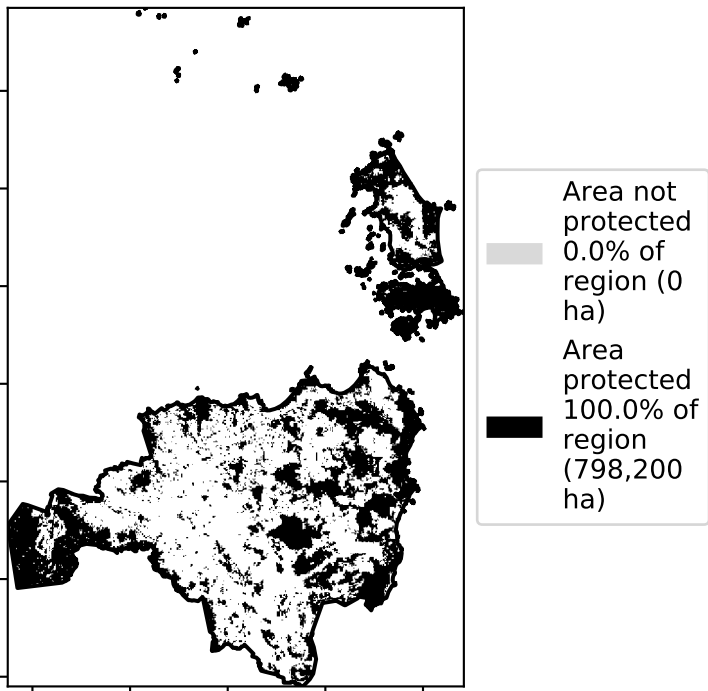 Area not
protected
0.0% of
region (0
ha)
Area
protected
100.0% of
region
(798,200
ha)